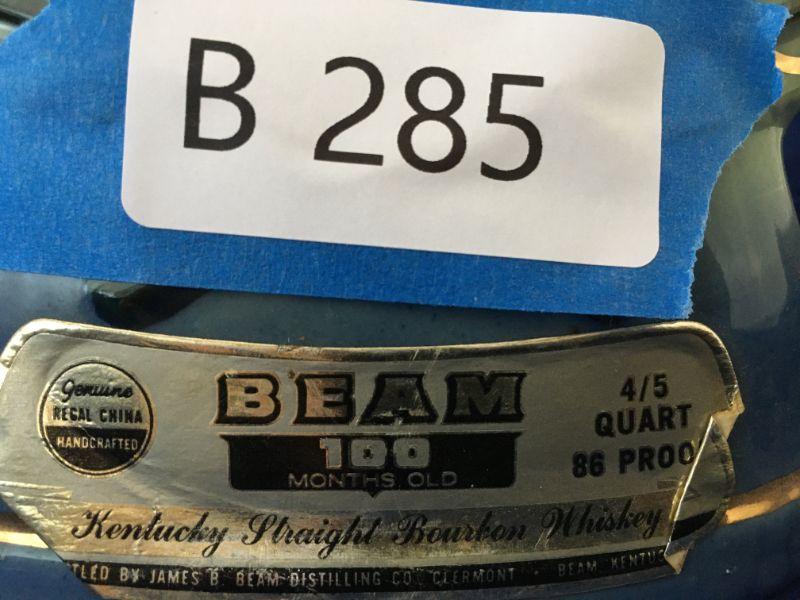 B 285
Genuine
REGAL CHINA
HANDCRAFTED
BEAM
100
MONTHS OLD
4/5
QUART
86 PROO
Kentucky Straight Bourbon Whiskey
TLED BY JAMES B. BEAM DISTILLING CO. CLERMONT · BEAM, KENTUC